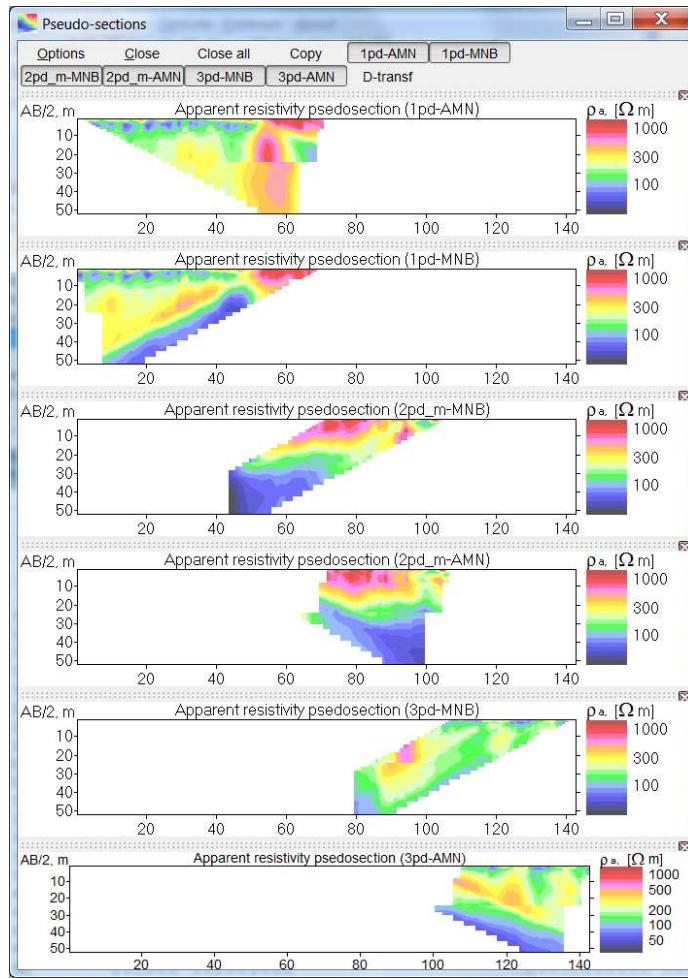 Pseudo-sections
Options Close Close all Copy 1pd-AMN 1pd-MNB
2pd_m-MNB 2pd_m-AMN 3pd-MNB 3pd-AMN D-transf
AB/2, m Apparent resistivity psedosection (1pd-AMN) ρa, [Ω m]
10 1000
20 300
30 100
40
50
20 40 60 80 100 120 140
AB/2, m Apparent resistivity psedosection (1pd-MNB) ρa, [Ω m]
10 1000
20 300
30 100
40
50
20 40 60 80 100 120 140
AB/2, m Apparent resistivity psedosection (2pd_m-MNB) ρa, [Ω m]
10 1000
20 300
30 100
40
50
20 40 60 80 100 120 140
AB/2, m Apparent resistivity psedosection (2pd_m-AMN) ρa, [Ω m]
10 1000
20 300
30 100
40
50
20 40 60 80 100 120 140
AB/2, m Apparent resistivity psedosection (3pd-MNB) ρa, [Ω m]
10 1000
20 300
30 100
40
50
20 40 60 80 100 120 140
AB/2, m Apparent resistivity psedosection (3pd-AMN) ρa, [Ω m]
10 1000
20 500
30 200
40 100
50 50
20 40 60 80 100 120 140